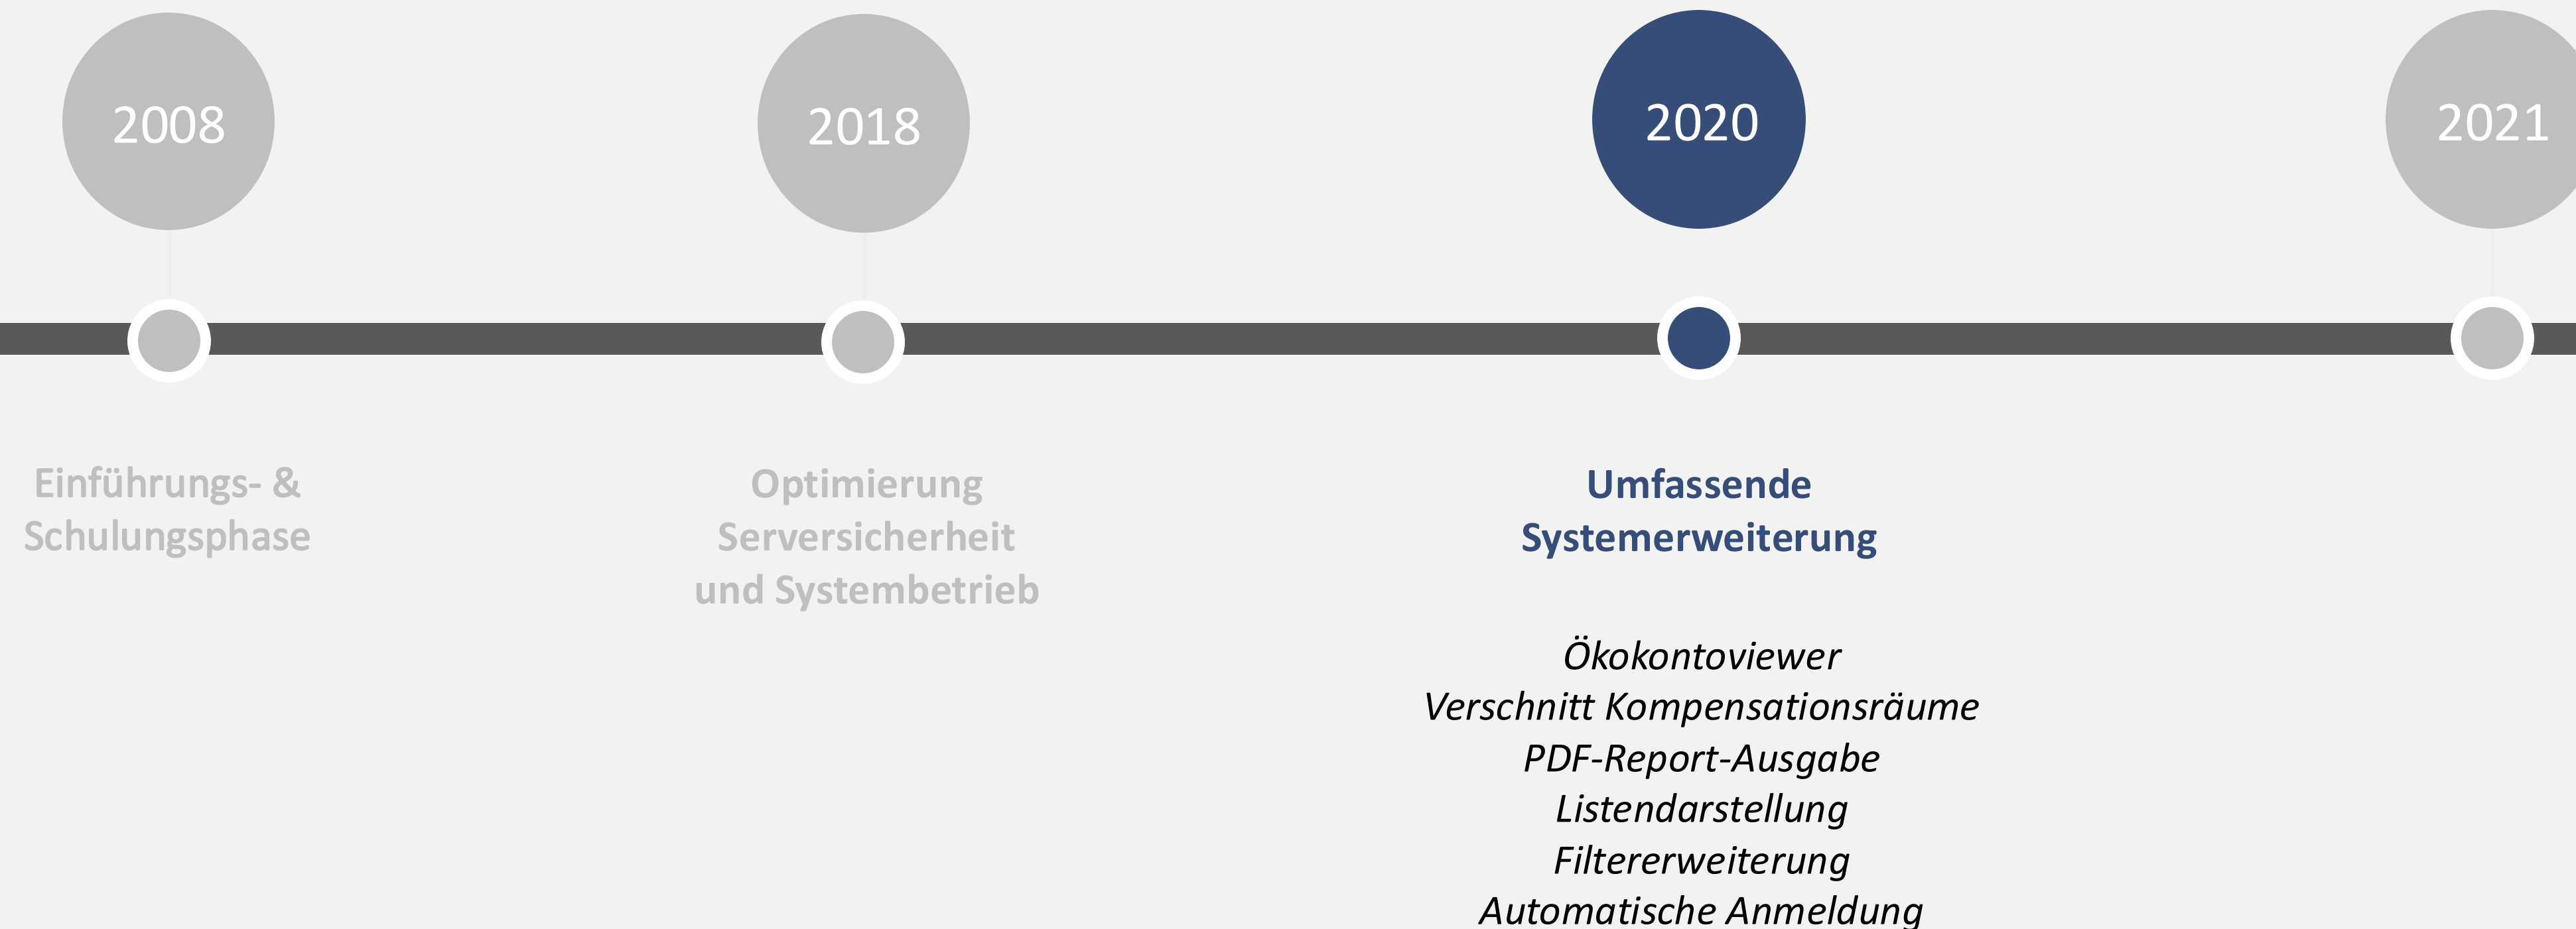 2008
2018
2020
2021
Einführungs- &
Schulungsphase
Optimierung
Serversicherheit
und Systembetrieb
Umfassende
Systemerweiterung
Ökokontoviewer
Verschnitt Kompensationsräume
PDF-Report-Ausgabe
Listendarstellung
Filtererweiterung
Automatische Anmeldung